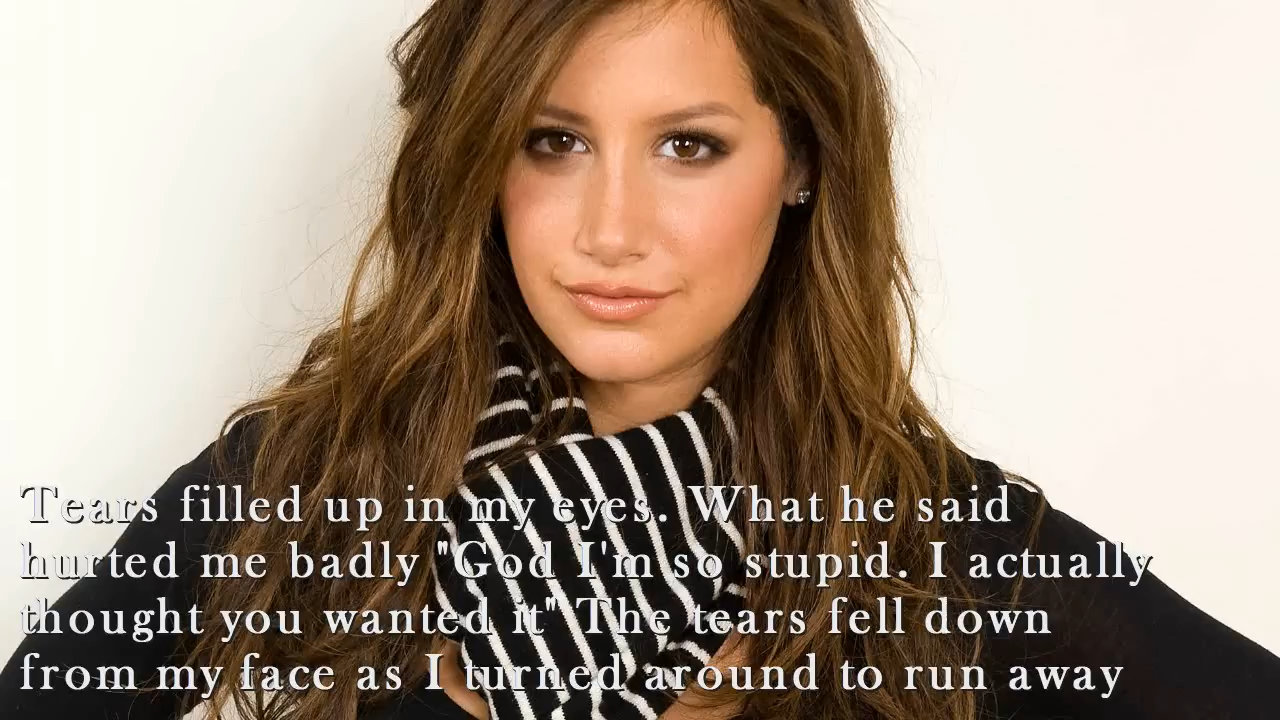 Tears filled up in my eyes. What he said
hurted me badly "God I'm so stupid. I actually
thought you wanted it" The tears fell down
from my face as I turned around to run away